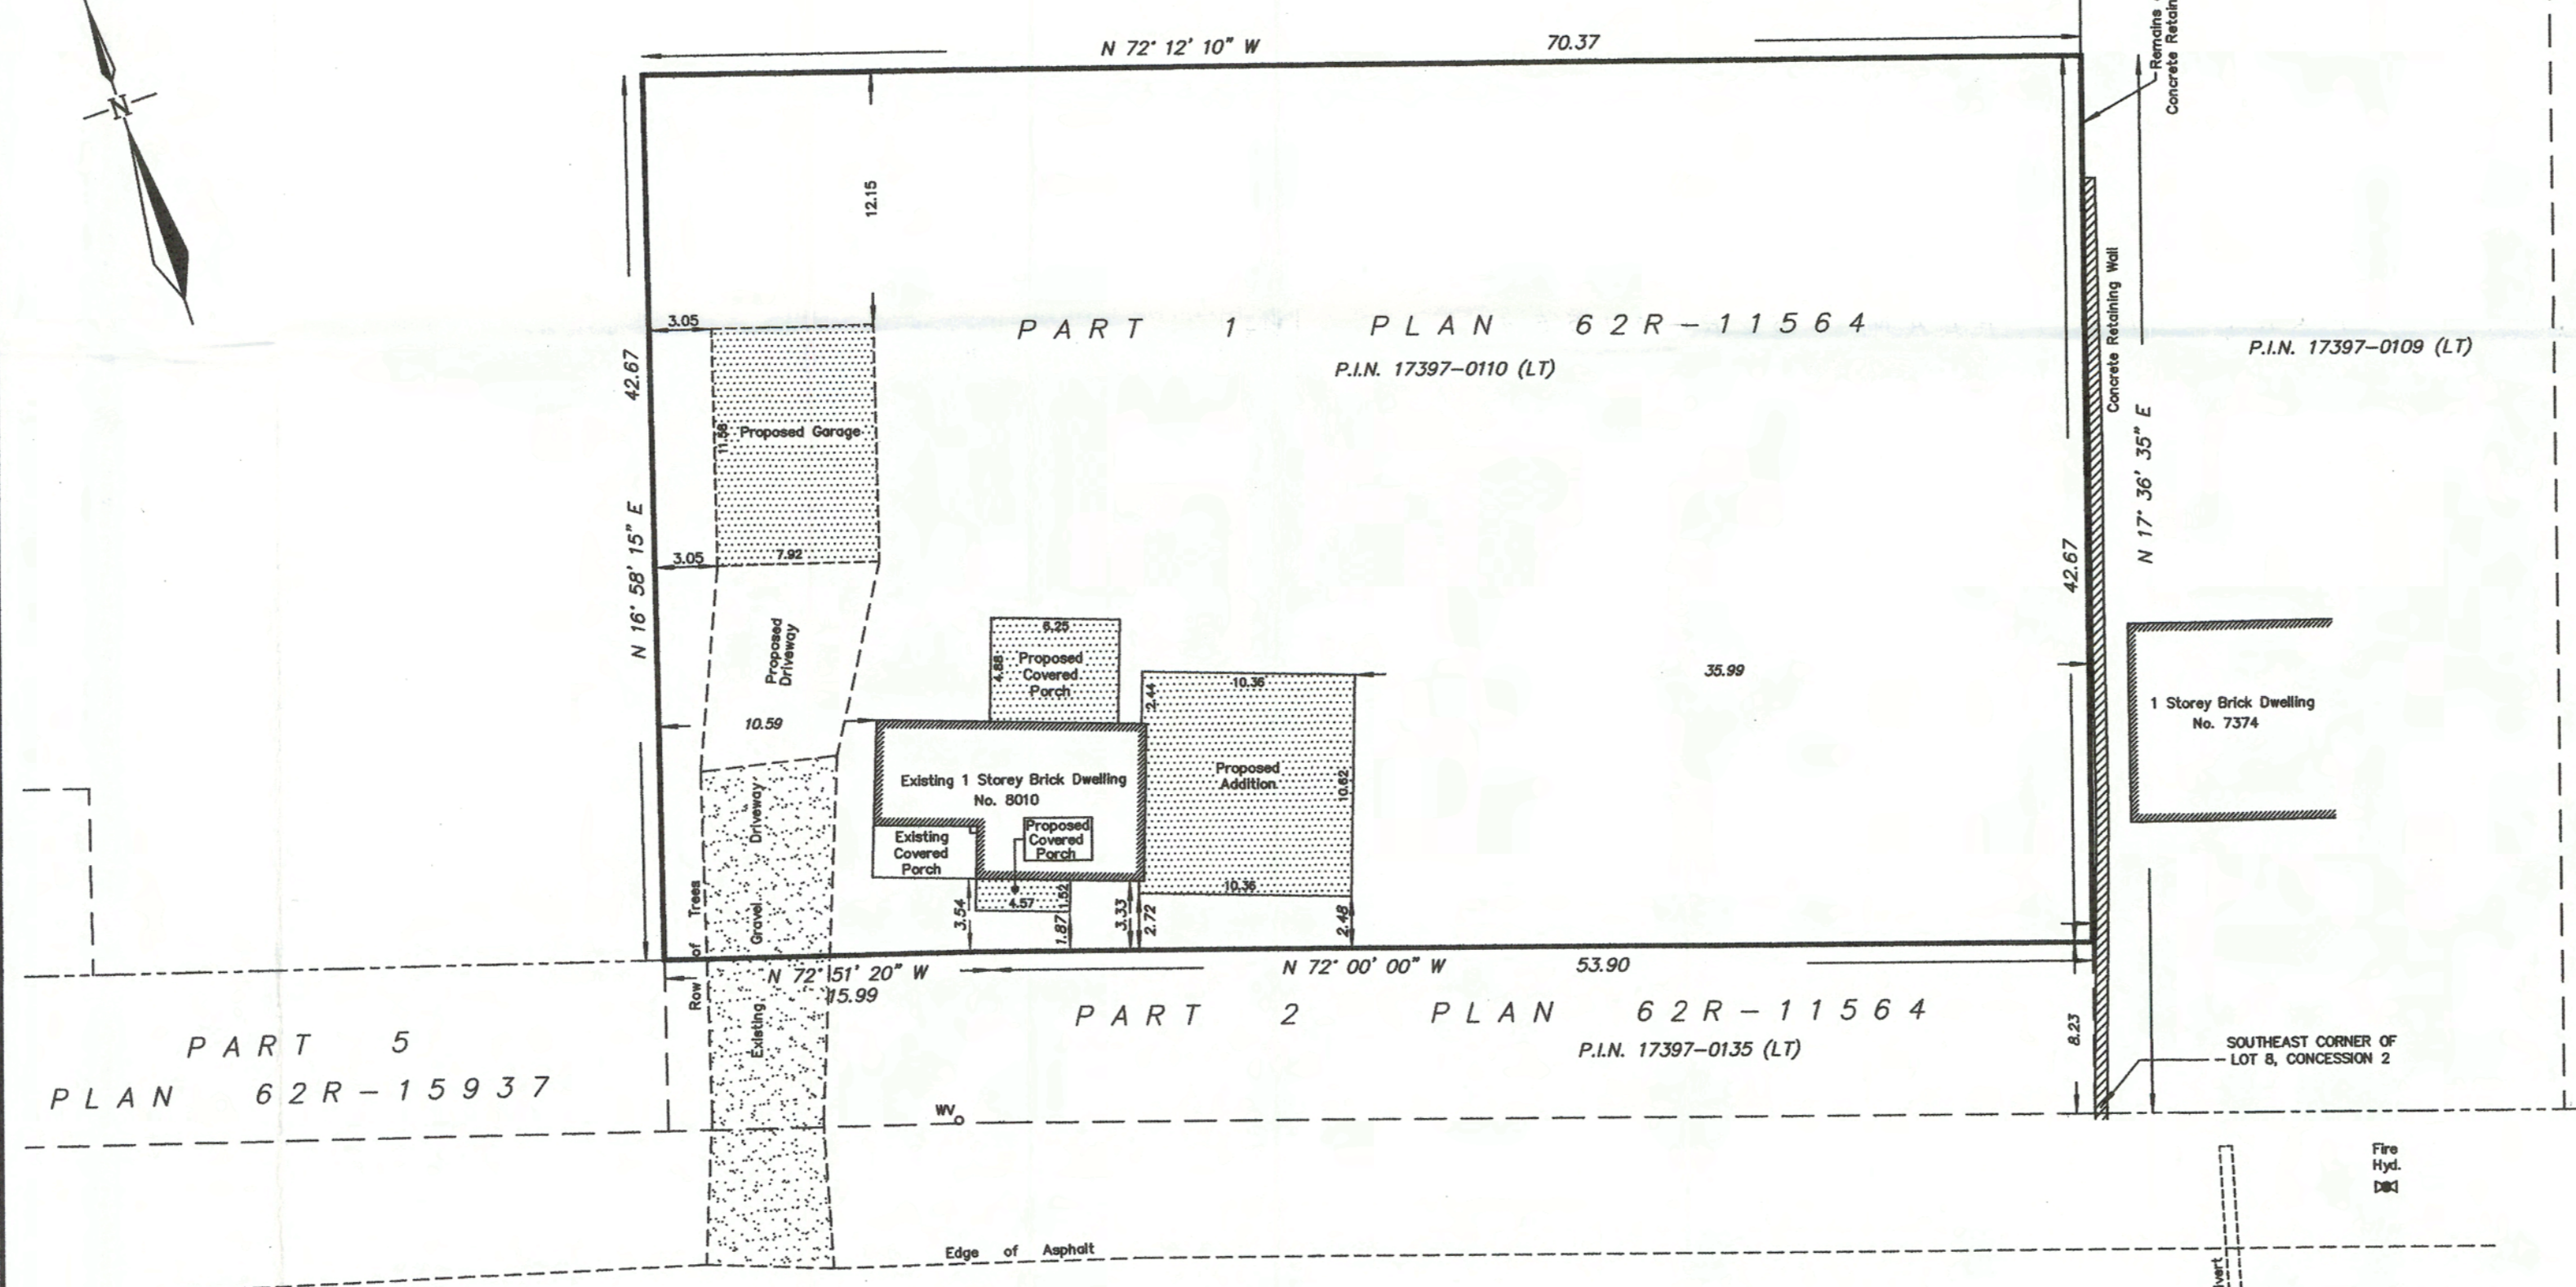 N 72° 12' 10" W
70.37
Remains
Concrete Retain
N
12.15
3.05
42.67
PART 1 PLAN 62R-11564
P.I.N. 17397-0110 (LT)
Concrete Retaining Wall
P.I.N. 17397-0109 (LT)
11.58
Proposed Garage
N 16° 58' 15" E
N 17° 36' 35" E
3.05
7.92
42.67
Proposed
Driveway
6.25
4.88
Proposed
Covered
Porch
2.44
10.36
35.99
1 Storey Brick Dwelling
No. 7374
10.59
Existing 1 Storey Brick Dwelling
No. 8010
Proposed
Addition
10.62
Existing
Covered
Porch
Proposed
Covered
Porch
Existing Gravel Driveway
Row of Trees
10.36
4.57
1.52
3.54
1.87
3.33
2.72
2.48
N 72° 51' 20" W
15.99
N 72° 00' 00" W
53.90
PART 2 PLAN 62R-11564
P.I.N. 17397-0135 (LT)
8.23
PART 5
PLAN 62R-15937
SOUTHEAST CORNER OF
LOT 8, CONCESSION 2
WV
Fire
Hyd.
Edge of Asphalt